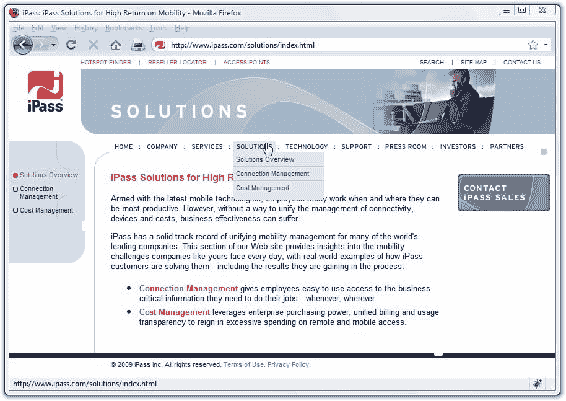 iPass iPass Solutions for High Return on Mobility - Mozilla Firefox
File Edit View History Bookmarks Tools Help
http://www.ipass.com/solutions/index.html
HOTSPOT FINDER | RESELLER LOCATOR | ACCESS POINTS
SEARCH | SITE MAP | CONTACT US
iPass
SOLUTIONS
HOME : COMPANY : SERVICES : SOLUTIONS : TECHNOLOGY : SUPPORT : PRESS ROOM : INVESTORS : PARTNERS
Solutions Overview
Connection Management
Cost Management
Solutions Overview
Connection
Management
Cost Management
iPass Solutions for High R
CONTACT
iPASS SALES
Armed with the latest mobile work when and where they can
be most productive. However, without a way to unify the management of connectivity,
devices and costs, business effectiveness can suffer.
iPass has a solid track record of unifying mobility management for many of the world's
leading companies. This section of our Web site provides insights into the mobility
challenges companies like yours face every day, with real-world examples of how iPass
customers are solving them - including the results they are gaining in the process.
• Connection Management gives employees easy to use access to the business
critical information they need to do their jobs - whenever, wherever.
• Cost Management leverages enterprise purchasing power, unified billing and usage
transparency to reign in excessive spending on remote and mobile access.
© 2009 iPass Inc. All rights reserved. Terms of Use. Privacy Policy.
http://www.ipass.com/solutions/index.html